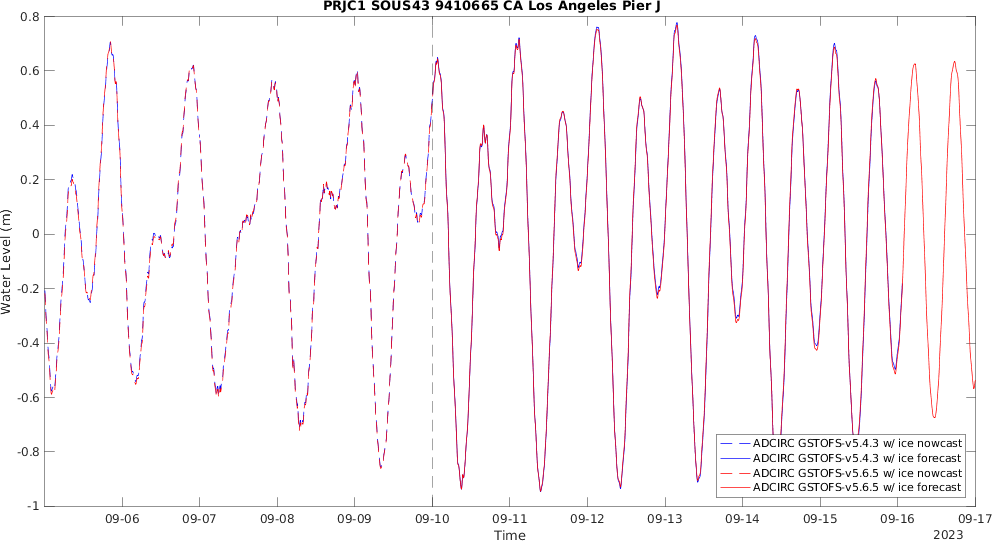 PRJC1 SOUS43 9410665 CA Los Angeles Pier J
0.8
0.6
0.4
0.2
0
-0.2
-0.4
-0.6
-0.8
-1
Water Level (m)
ADCIRC GSTOFS-v5.4.3 w/ ice nowcast
ADCIRC GSTOFS-v5.4.3 w/ ice forecast
ADCIRC GSTOFS-v5.6.5 w/ ice nowcast
ADCIRC GSTOFS-v5.6.5 w/ ice forecast
09-06 09-07 09-08 09-09 09-10 09-11 09-12 09-13 09-14 09-15 09-16 09-17
Time
2023